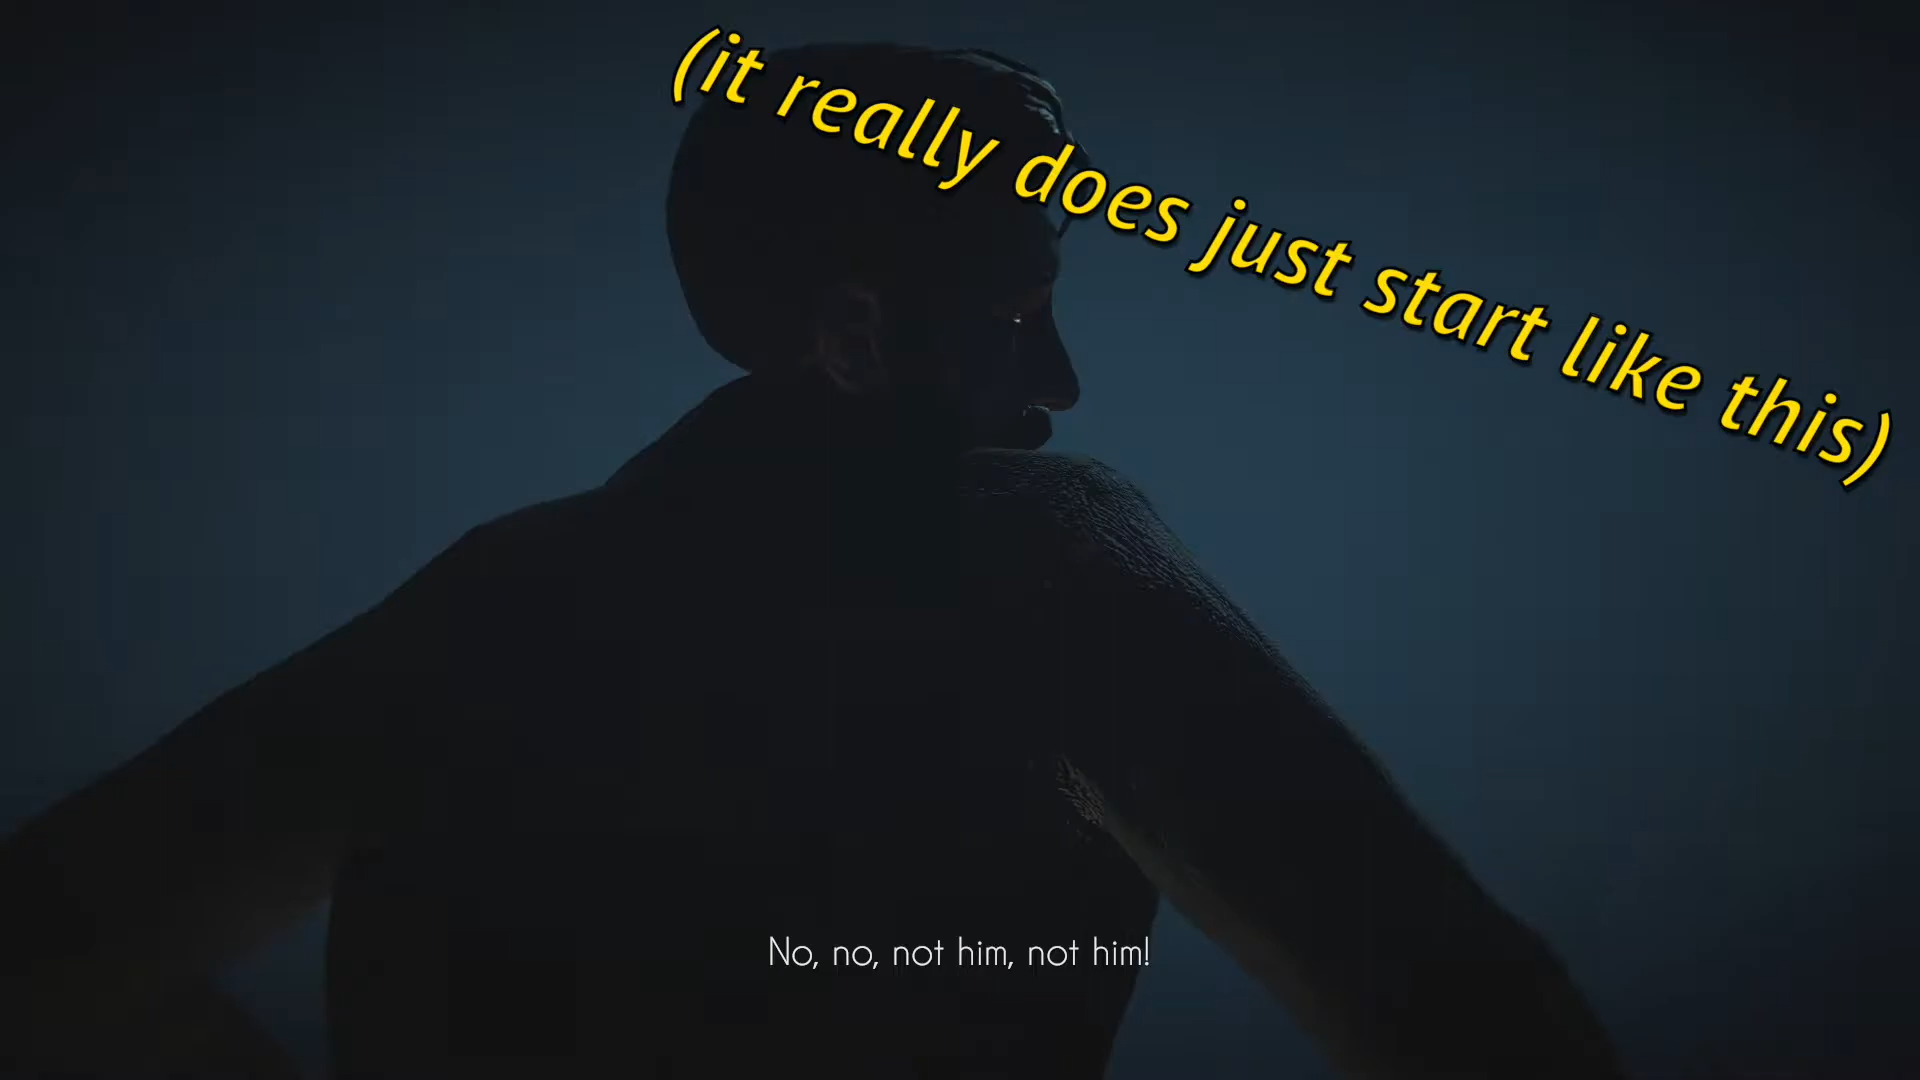 (it really does just start like this)
No, no, not him, not him!